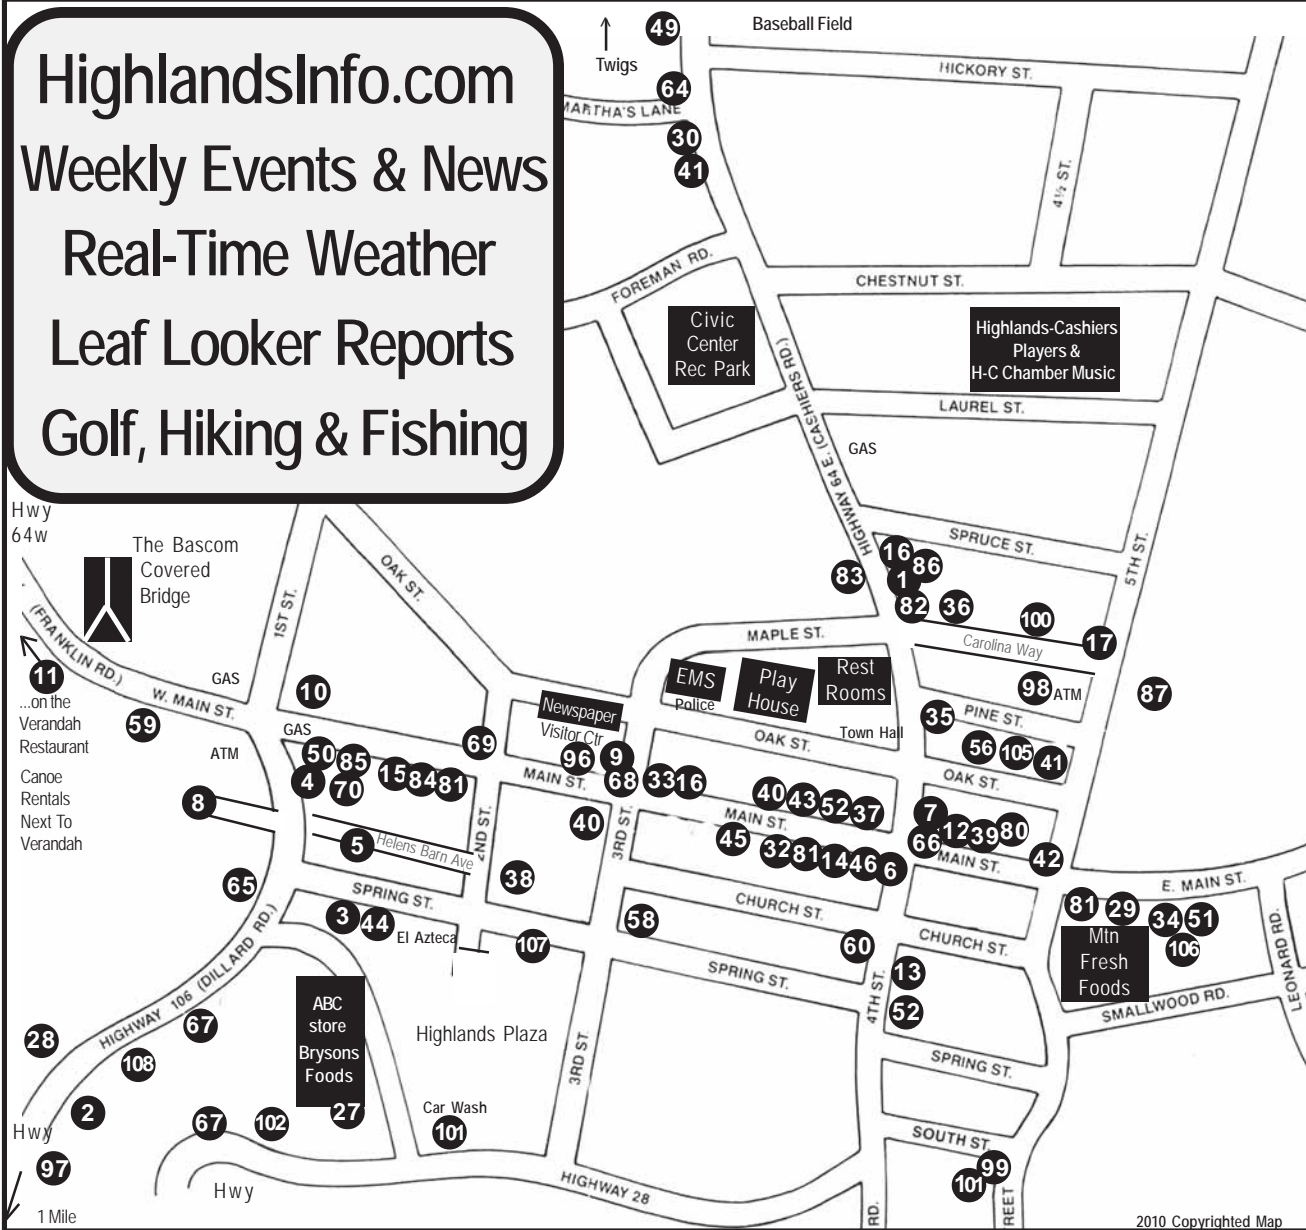 HighlandsInfo.com
Weekly Events & News
Real-Time Weather
Leaf Looker Reports
Golf, Hiking & Fishing
49
Baseball Field
Twigs
HICKORY ST.
64
MARTHA'S LANE
30
41
4½ ST.
FOREMAN RD.
CHESTNUT ST.
Civic
Center
Rec Park
Highlands-Cashiers
Players &
H-C Chamber Music
LAUREL ST.
HIGHWAY 64 E. (CASHIERS RD.)
GAS
SPRUCE ST.
5TH ST.
Hwy
64w
The Bascom
Covered
Bridge
OAK ST.
1ST ST.
(FRANKLIN RD.)
W. MAIN ST.
16
86
83
1
82
36
100
17
Carolina Way
MAPLE ST.
11
...on the
Verandah
Restaurant
Canoe
Rentals
Next To
Verandah
GAS
10
59
ATM
GAS
EMS
Police
Play
House
Rest
Rooms
Town Hall
98
ATM
87
35
PINE ST.
Newspaper
Visitor Ctr
69
96
9
OAK ST.
56
105
41
50
85
4
70
15
84
81
MAIN ST.
68
33
16
40
43
52
37
OAK ST.
8
5
Helens Barn Ave
2ND ST.
40
3RD ST.
MAIN ST.
45
32
81
14
46
6
7
66
12
39
80
MAIN ST.
42
65
SPRING ST.
38
E. MAIN ST.
3
44
El Azteca
107
58
CHURCH ST.
60
CHURCH ST.
81
29
34
51
106
Mtn
Fresh
Foods
LEONARD RD.
HIGHWAY 106 (DILLARD RD.)
SPRING ST.
13
4TH ST.
52
SMALLWOOD RD.
28
67
108
ABC
store
Brysons
Foods
Highlands Plaza
3RD ST.
SPRING ST.
2
Hwy
67
102
27
Car Wash
101
SOUTH ST.
99
101
97
Hwy
HIGHWAY 28
1 Mile
RD.
REET
2010 Copyrighted Map